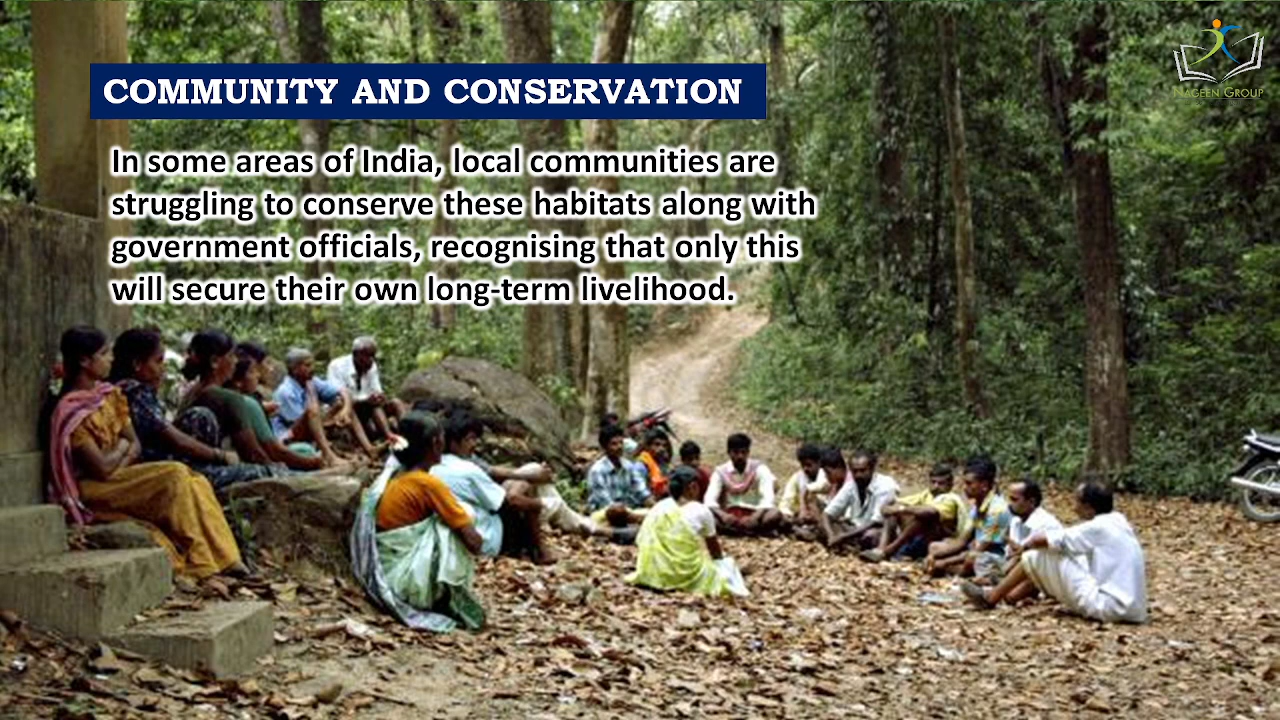 NAGEEN GROUP
COMMUNITY AND CONSERVATION
In some areas of India, local communities are
struggling to conserve these habitats along with
government officials, recognising that only this
will secure their own long-term livelihood.